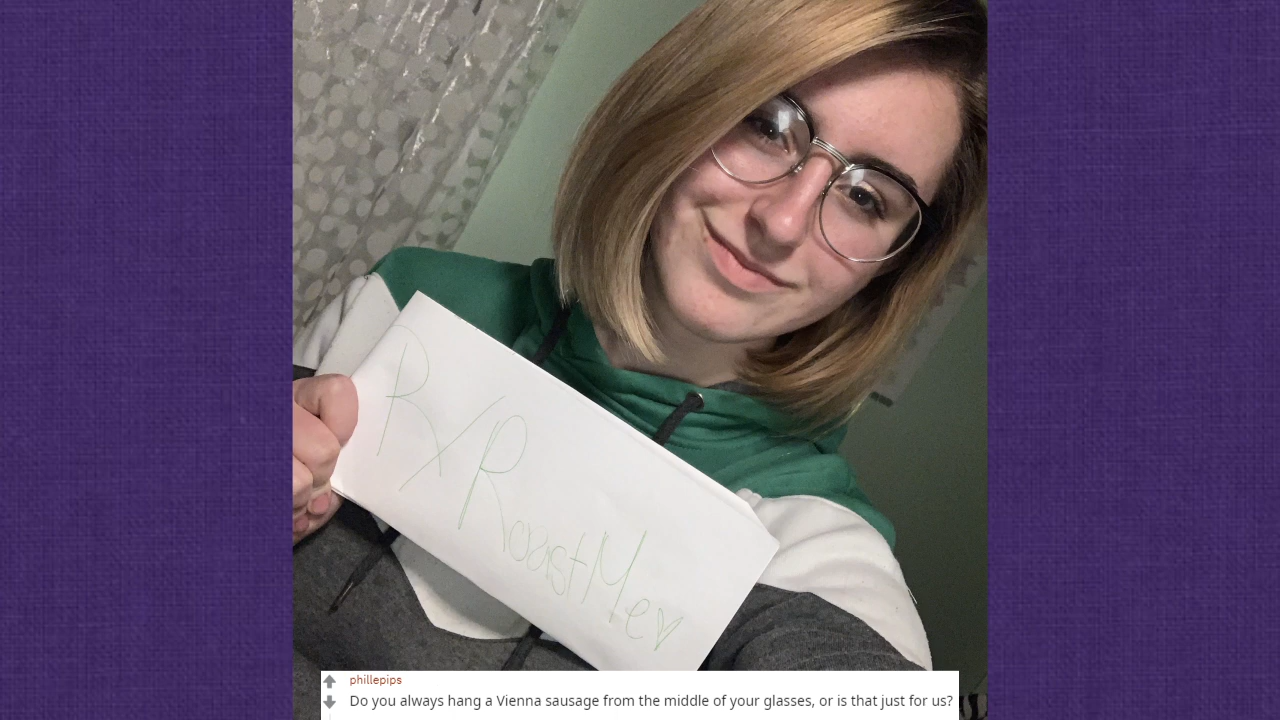 R/RoastMe♡
phillepips
Do you always hang a Vienna sausage from the middle of your glasses, or is that just for us?